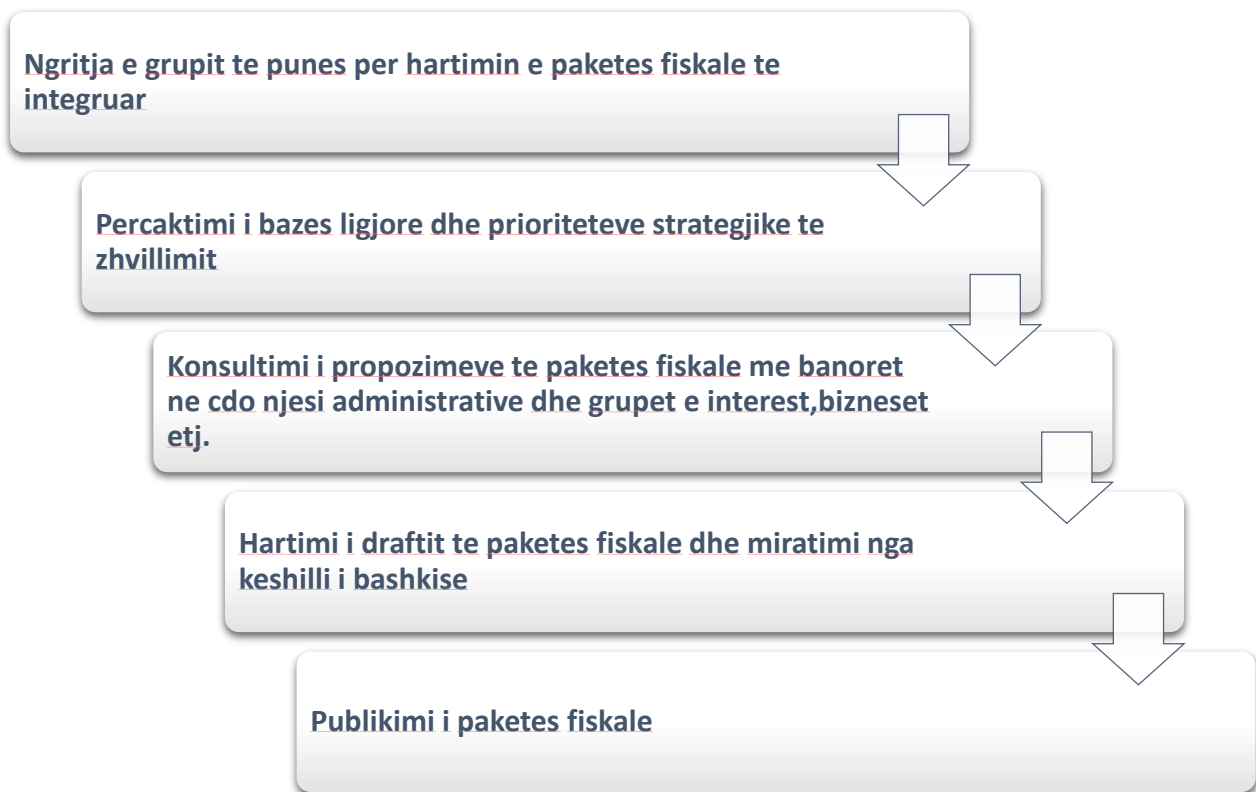 Ngritja e grupit te punes per hartimin e paketes fiskale te
integruar
Percaktimi i bazes ligjore dhe prioriteteve strategjike te
zhvillimit
Konsultimi i propozimeve te paketes fiskale me banoret
ne cdo njesi administrative dhe grupet e interest,bizneset
etj.
Hartimi i draftit te paketes fiskale dhe miratimi nga
keshilli i bashkise
Publikimi i paketes fiskale